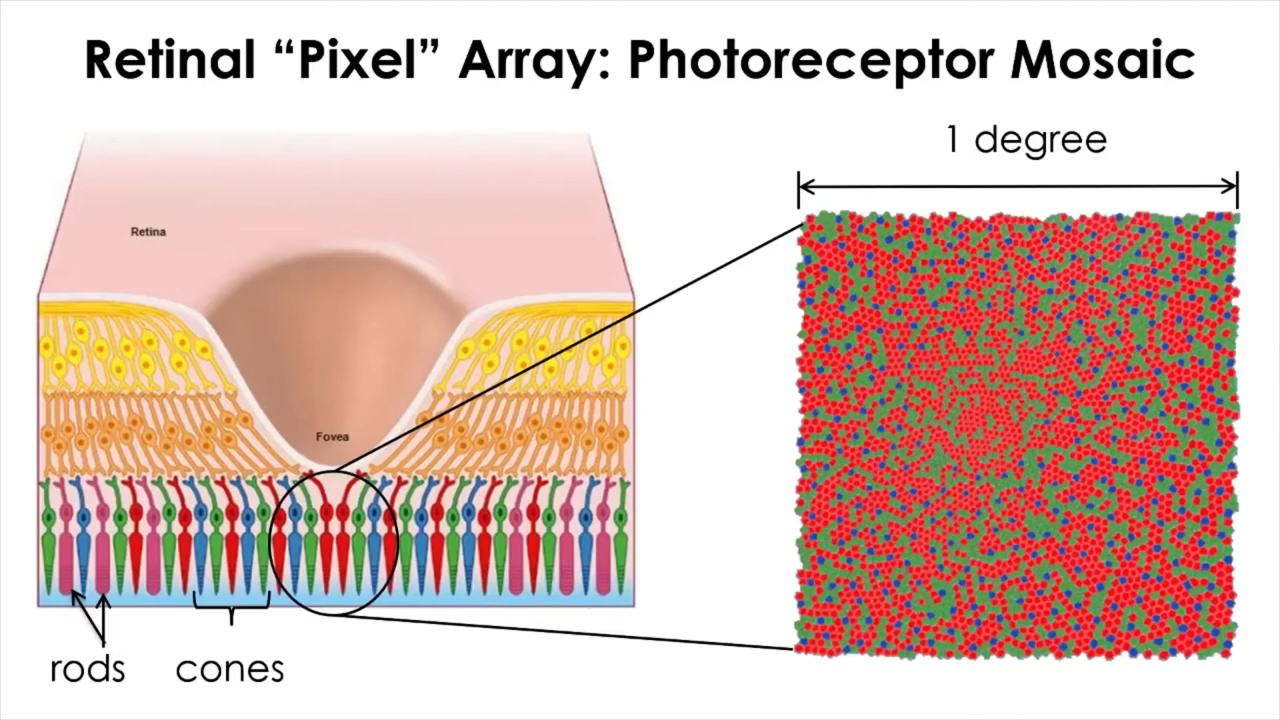 Retinal “Pixel” Array: Photoreceptor Mosaic
1 degree
Retina
Fovea
rods
cones